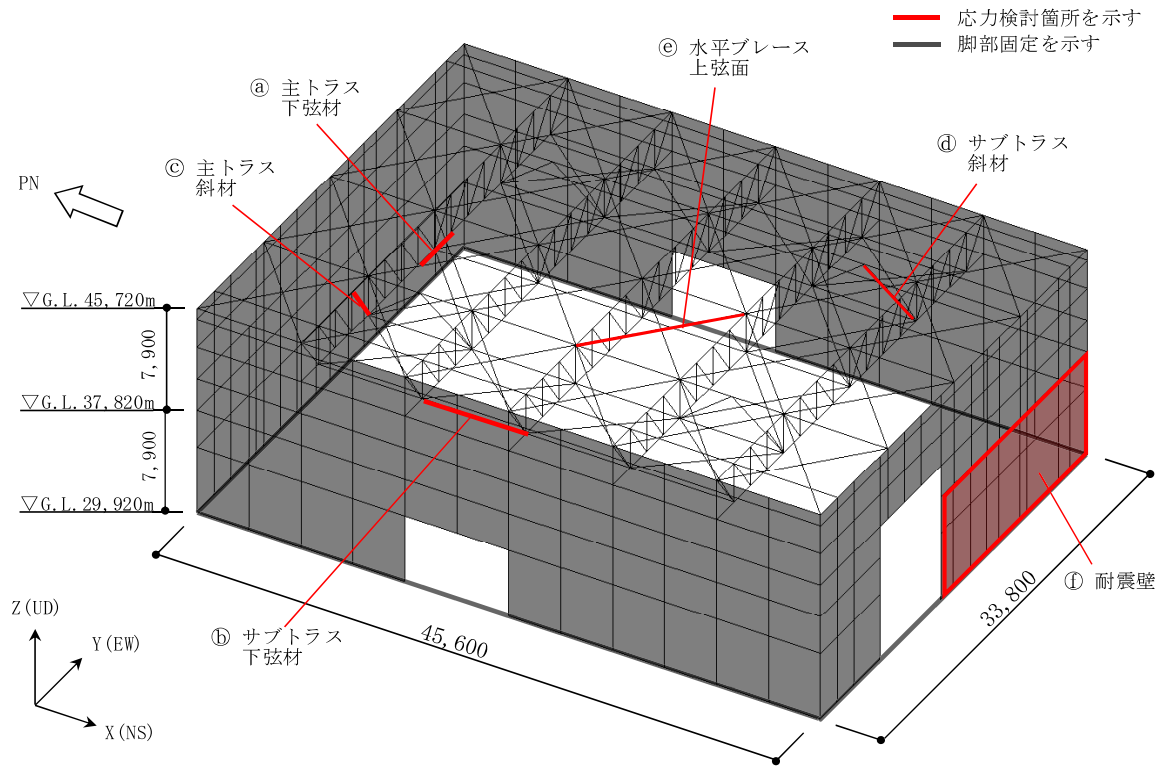 応力検討箇所を示す
脚部固定を示す
ⓔ 水平ブレース
上弦面
ⓐ 主トラス
下弦材
ⓓ サブトラス
斜材
ⓒ 主トラス
斜材
PN
▽G.L.45,720m
7,900
▽G.L.37,820m
7,900
▽G.L.29,920m
ⓕ 耐震壁
33,800
Z(UD)
Y(EW)
X(NS)
ⓑ サブトラス
下弦材
45,600